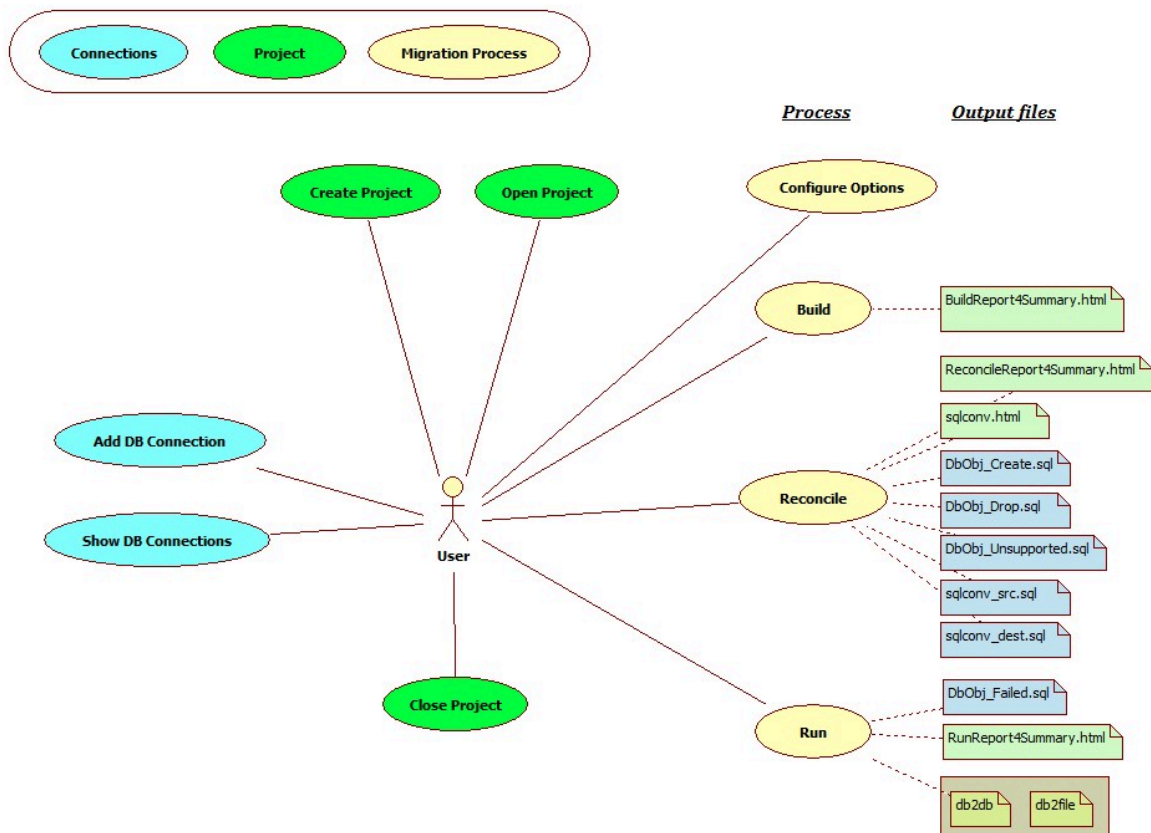 Connections
Project
Migration Process
Process
Output files
Create Project
Open Project
Configure Options
Build
BuildReport4Summary.html
ReconcileReport4Summary.html
sqlconv.html
Add DB Connection
DbObj_Create.sql
Reconcile
DbObj_Drop.sql
Show DB Connections
User
DbObj_Unsupported.sql
sqlconv_src.sql
sqlconv_dest.sql
DbObj_Failed.sql
Close Project
Run
RunReport4Summary.html
db2db
db2file